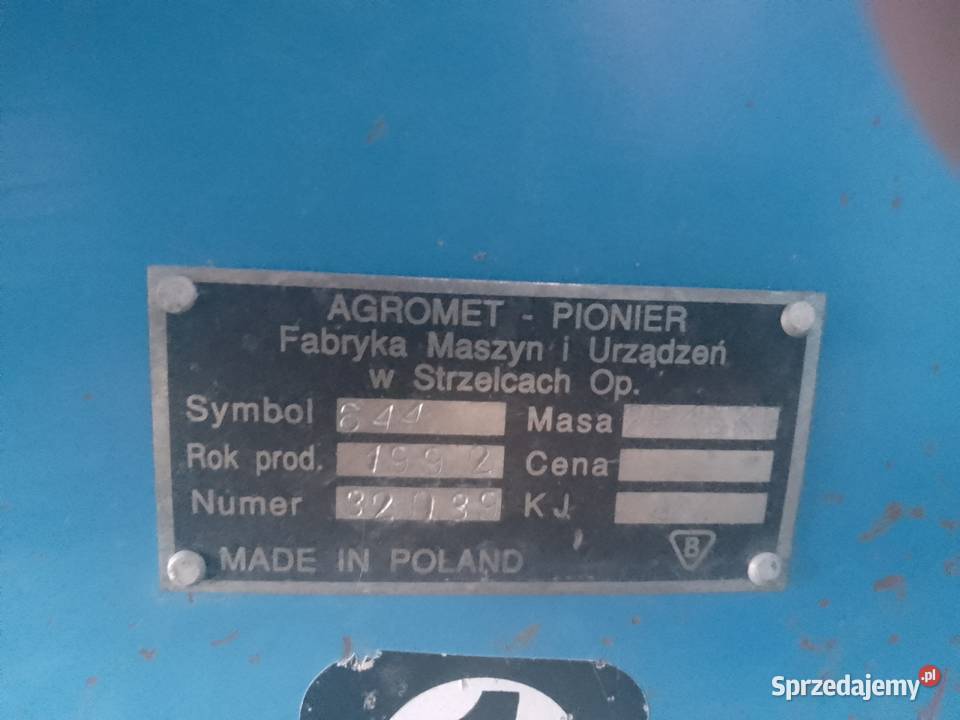 AGROMET - PIONIER
Fabryka Maszyn i Urządzeń
w Strzelcach Op.
Symbol 644 Masa
Rok prod. 1992 Cena
Numer 32039 KJ
B
MADE IN POLAND
1
Sprzedajemy.pl